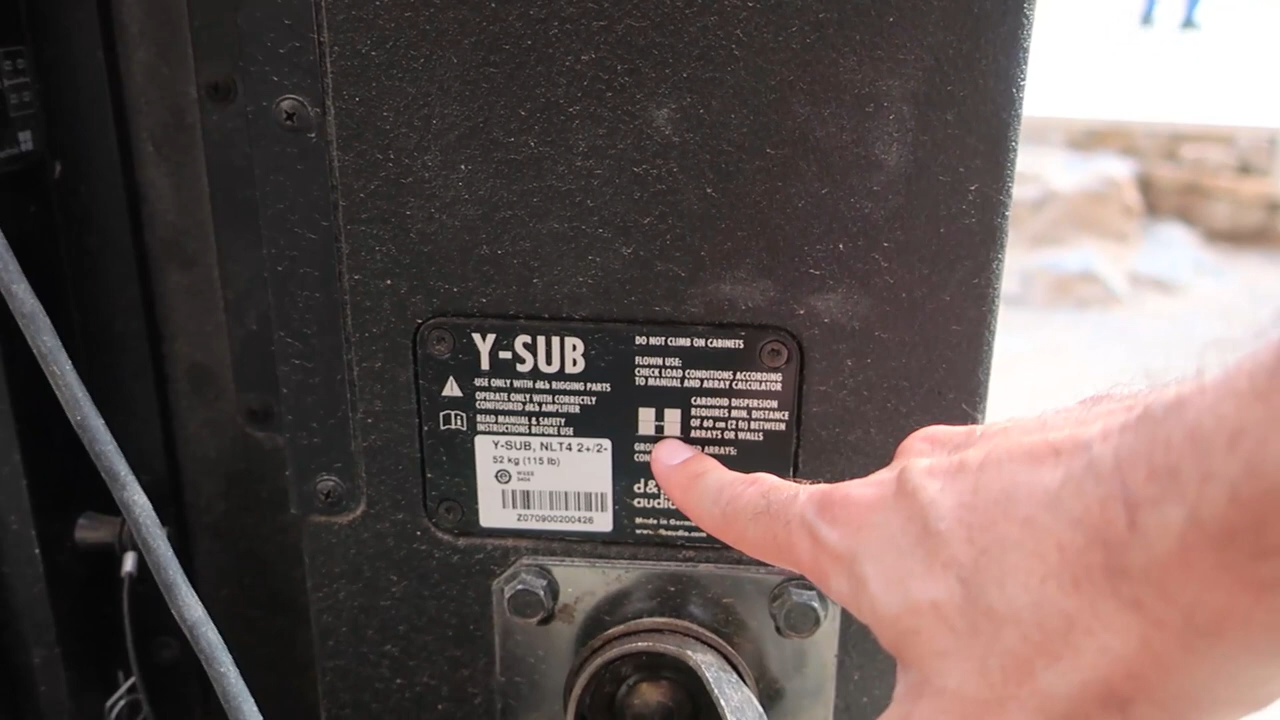 Y-SUB
USE ONLY WITH d&b RIGGING PARTS
OPERATE ONLY WITH CORRECTLY
CONFIGURED d&b AMPLIFIER
READ MANUAL & SAFETY
INSTRUCTIONS BEFORE USE
Y-SUB, NLT4 2+/2-
52 kg (115 lb)
WEEE
Z070900200426
DO NOT CLIMB ON CABINETS
FLOWN USE:
CHECK LOAD CONDITIONS ACCORDING
TO MANUAL AND ARRAY CALCULATOR
CARDIOID DISPERSION
REQUIRES MIN. DISTANCE
OF 60 cm (2 ft) BETWEEN
ARRAYS OR WALLS
ARRAYS:
d&
audio
Made in Germ